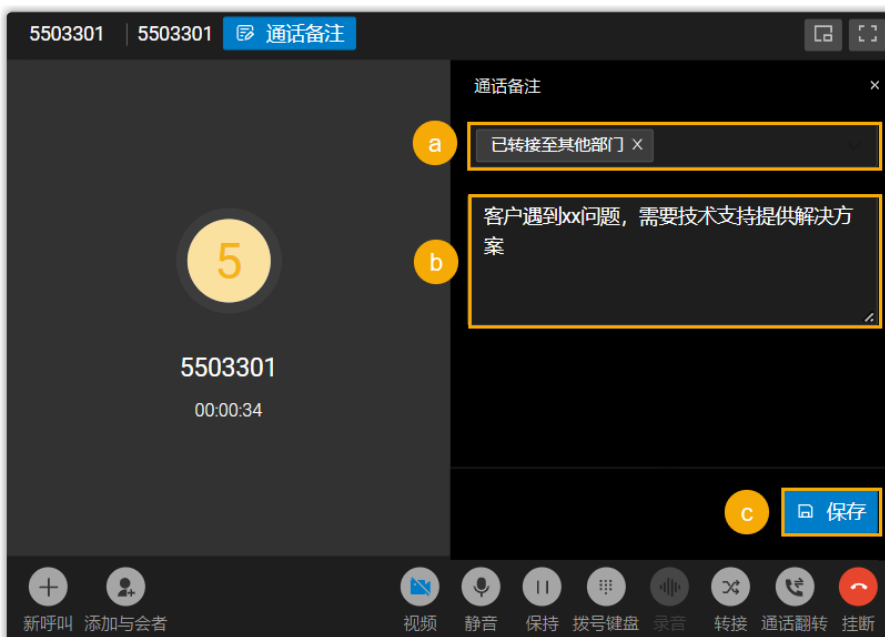 5503301 5503301 通话备注
通话备注
a
已转接至其他部门
b
客户遇到xx问题，需要技术支持提供解决方
案
5
5503301
00:00:34
c
保存
新呼叫 添加与会者 视频 静音 保持 拨号键盘 录音 转接 通话翻转 挂断